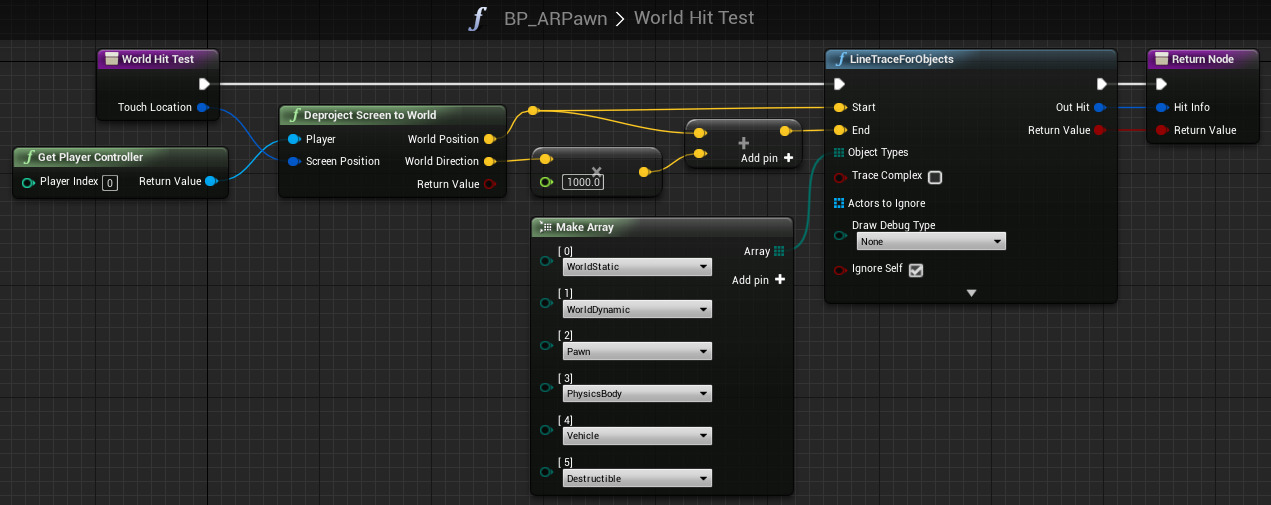 f BP_ARPawn > World Hit Test
World Hit Test
Touch Location
Get Player Controller
Player Index 0 Return Value
f Deproject Screen to World
Player World Position
Screen Position World Direction
Return Value
×
1000.0
+
Add pin +
Make Array
Array
Add pin +
[ 0]
WorldStatic
[ 1]
WorldDynamic
[ 2]
Pawn
[ 3]
PhysicsBody
[ 4]
Vehicle
[ 5]
Destructible
f LineTraceForObjects
Start Out Hit
End Return Value
Object Types
Trace Complex
Actors to Ignore
Draw Debug Type
None
Ignore Self
Return Node
Hit Info
Return Value